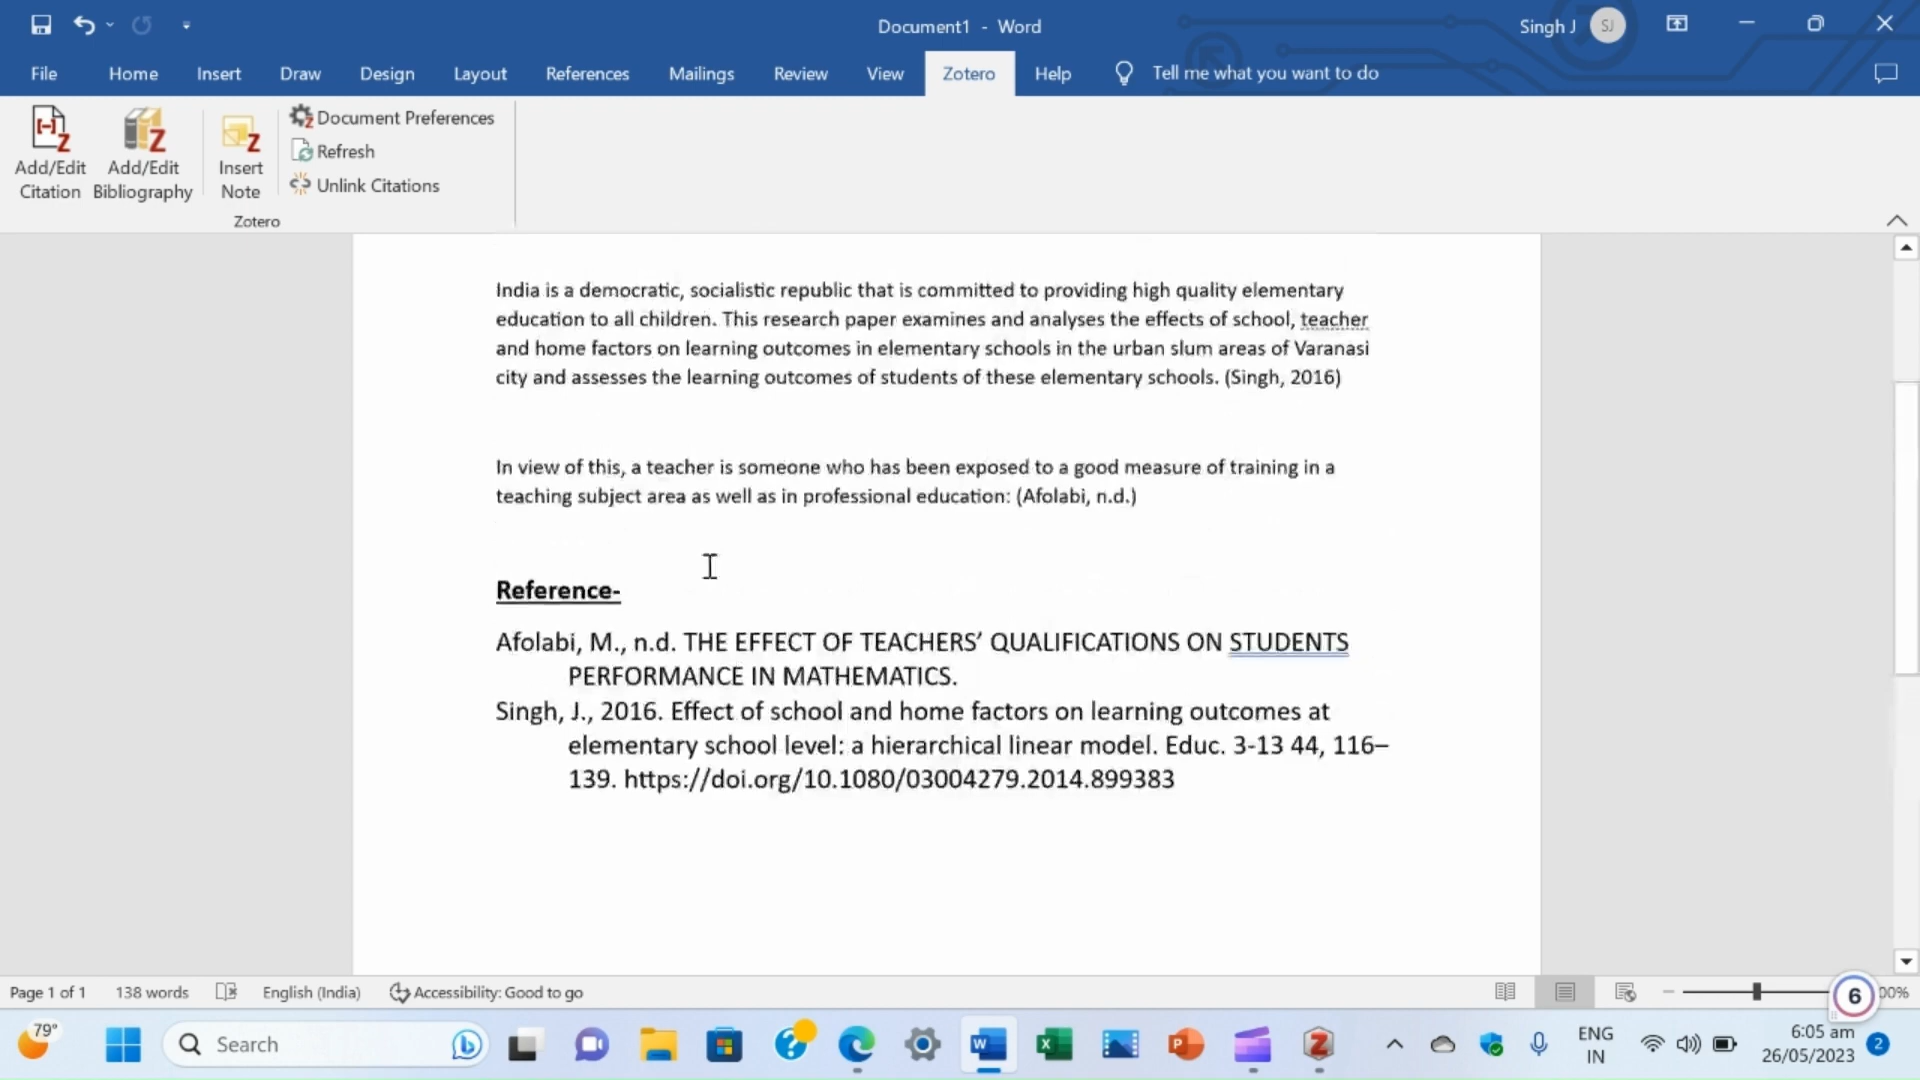 Document1 - Word
Singh J
SJ
File Home Insert Draw Design Layout References Mailings Review View Zotero Help Tell me what you want to do
Add/Edit Citation
Add/Edit Bibliography
Insert Note
Document Preferences
Refresh
Unlink Citations
Zotero
India is a democratic, socialistic republic that is committed to providing high quality elementary
education to all children. This research paper examines and analyses the effects of school, teacher
and home factors on learning outcomes in elementary schools in the urban slum areas of Varanasi
city and assesses the learning outcomes of students of these elementary schools. (Singh, 2016)
In view of this, a teacher is someone who has been exposed to a good measure of training in a
teaching subject area as well as in professional education: (Afolabi, n.d.)
Reference-
Afolabi, M., n.d. THE EFFECT OF TEACHERS’ QUALIFICATIONS ON STUDENTS
PERFORMANCE IN MATHEMATICS.
Singh, J., 2016. Effect of school and home factors on learning outcomes at
elementary school level: a hierarchical linear model. Educ. 3-13 44, 116–
139. https://doi.org/10.1080/03004279.2014.899383
Page 1 of 1 138 words English (India) Accessibility: Good to go 6 00%
79° Search ENG 6:05 am
IN 26/05/2023 2